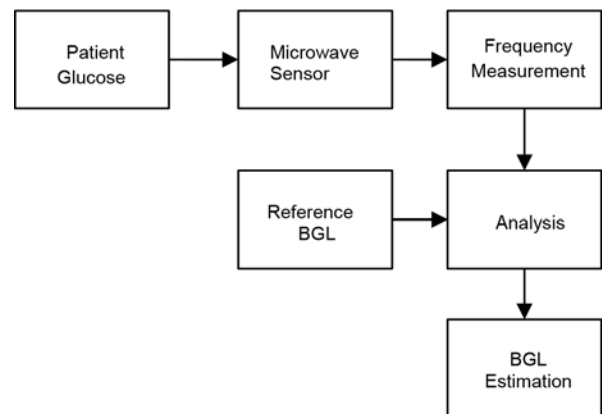 Patient
Glucose
Microwave
Sensor
Frequency
Measurement
Reference
BGL
Analysis
BGL
Estimation